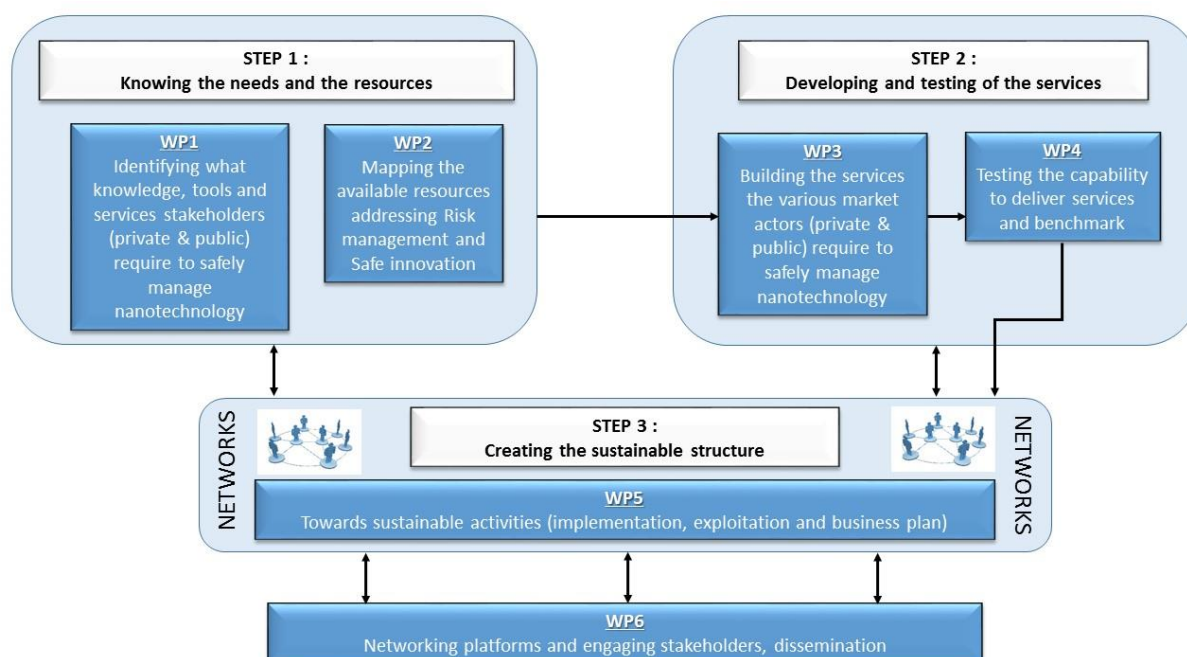 STEP 1 :
Knowing the needs and the resources
WP1
Identifying what
knowledge, tools and
services stakeholders
(private & public)
require to safely
manage
nanotechnology
WP2
Mapping the
available resources
addressing Risk
management and
Safe innovation
STEP 2 :
Developing and testing of the services
WP3
Building the services
the various market
actors (private &
public) require to
safely manage
nanotechnology
WP4
Testing the capability
to deliver services
and benchmark
NETWORKS
STEP 3 :
Creating the sustainable structure
NETWORKS
WP5
Towards sustainable activities (implementation, exploitation and business plan)
WP6
Networking platforms and engaging stakeholders, dissemination